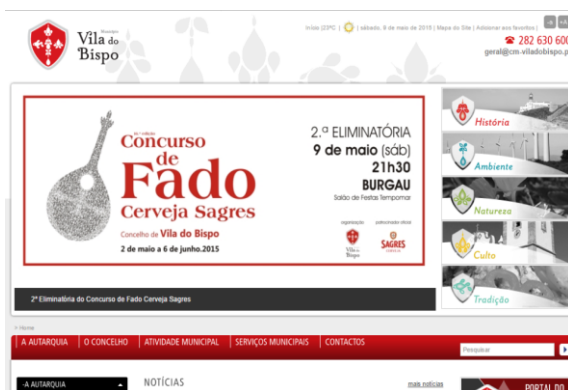 Município
Vila do
Bispo
Início |23ºC | | sábado, 9 de maio de 2015 | Mapa do Site | Adicionar aos favoritos |
282 630 600
geral@cm-viladobispo.p
Concurso
de
Fado
Cerveja Sagres
Concelho de Vila do Bispo
2 de maio a 6 de junho.2015
2.ª ELIMINATÓRIA
9 de maio (sáb)
21h30
BURGAU
Salão de Festas Tempomar
organização
patrocinador oficial
Vila do
Bispo
SAGRES
História
Ambiente
Natureza
Culto
Tradição
2ª Eliminatória do Concurso de Fado Cerveja Sagres
> Home
A AUTARQUIA
O CONCELHO
ATIVIDADE MUNICIPAL
SERVIÇOS MUNICIPAIS
CONTACTOS
Pesquisar
-A AUTARQUIA
NOTÍCIAS
mais notícias
PORTAL DO